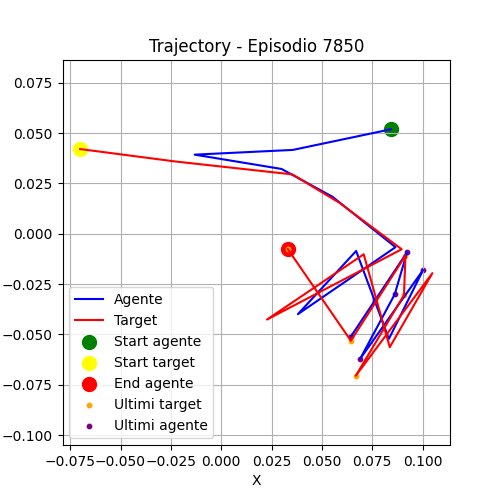 Trajectory - Episodio 7850
0.075
0.050
0.025
0.000
−0.025
−0.050
−0.075
−0.100
Agente
Target
Start agente
Start target
End agente
Ultimi target
Ultimi agente
−0.075 −0.050 −0.025 0.000 0.025 0.050 0.075 0.100
X